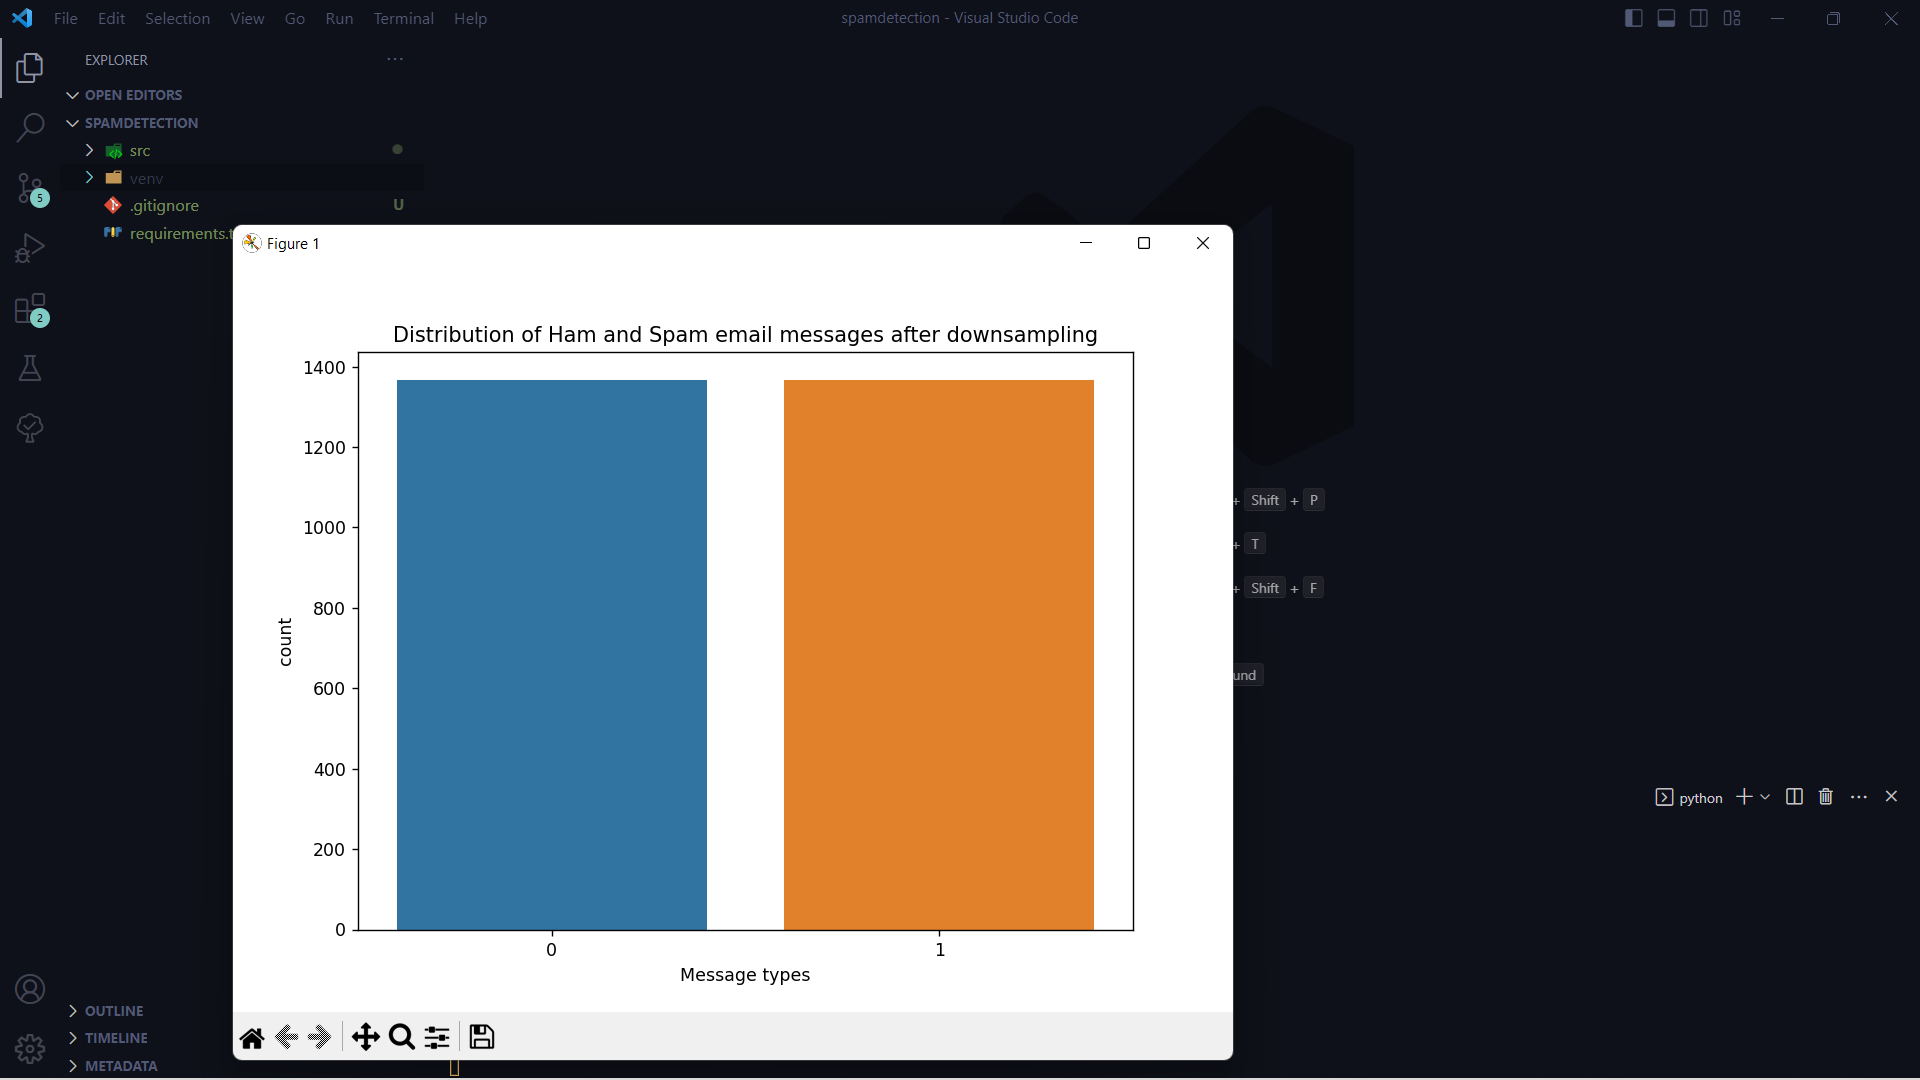 File Edit Selection View Go Run Terminal Help
spamdetection - Visual Studio Code
EXPLORER
OPEN EDITORS
SPAMDETECTION
src
venv
.gitignore U
requirements.t
5
2
Figure 1
Distribution of Ham and Spam email messages after downsampling
1400
1200
1000
800
600
400
200
0
count
0 1
Message types
+ Shift + P
+ T
+ Shift + F
und
python
OUTLINE
TIMELINE
METADATA